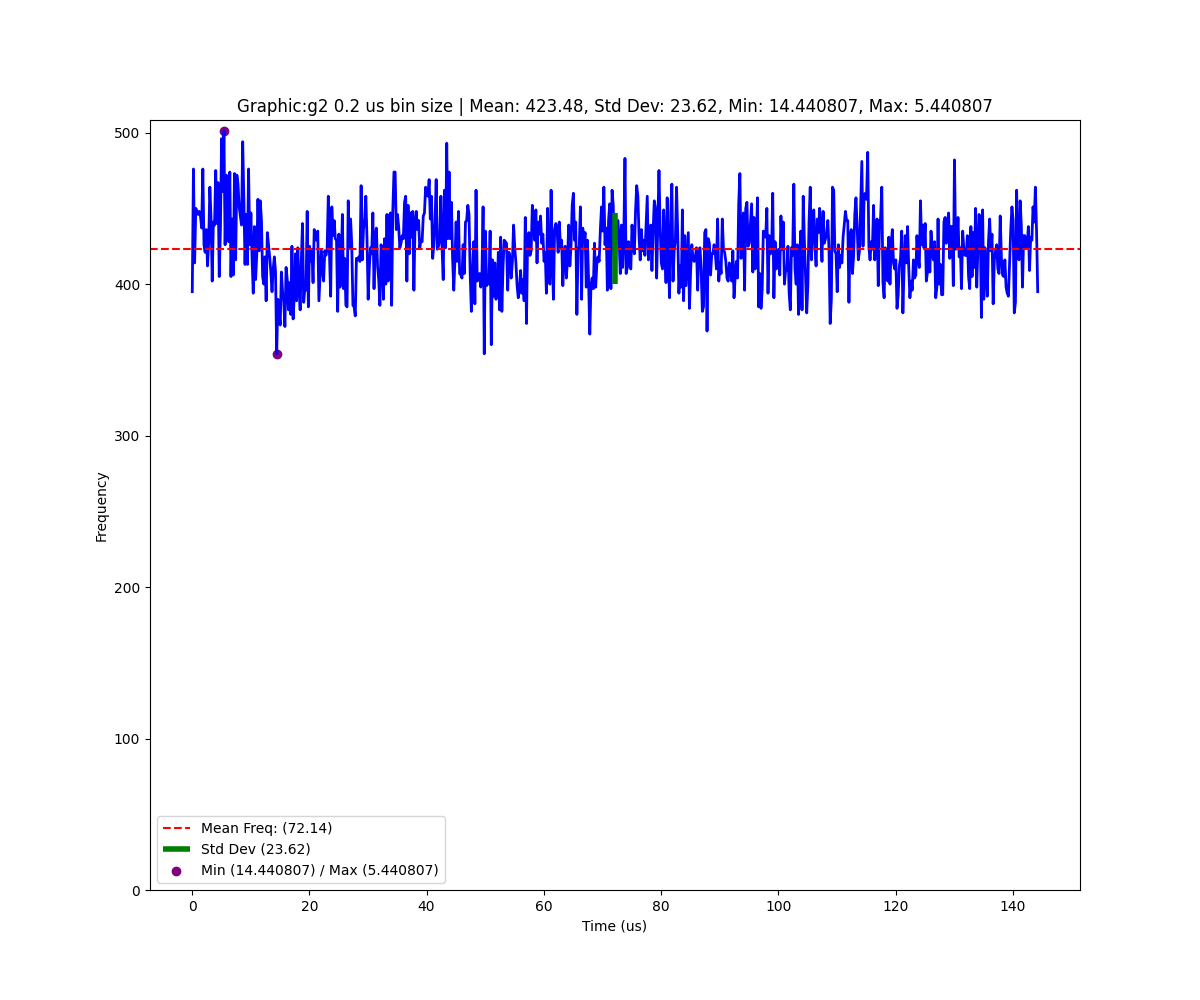 Graphic:g2 0.2 us bin size | Mean: 423.48, Std Dev: 23.62, Min: 14.440807, Max: 5.440807
500
400
300
200
100
0
Frequency
Mean Freq: (72.14)
Std Dev (23.62)
Min (14.440807) / Max (5.440807)
0 20 40 60 80 100 120 140
Time (us)